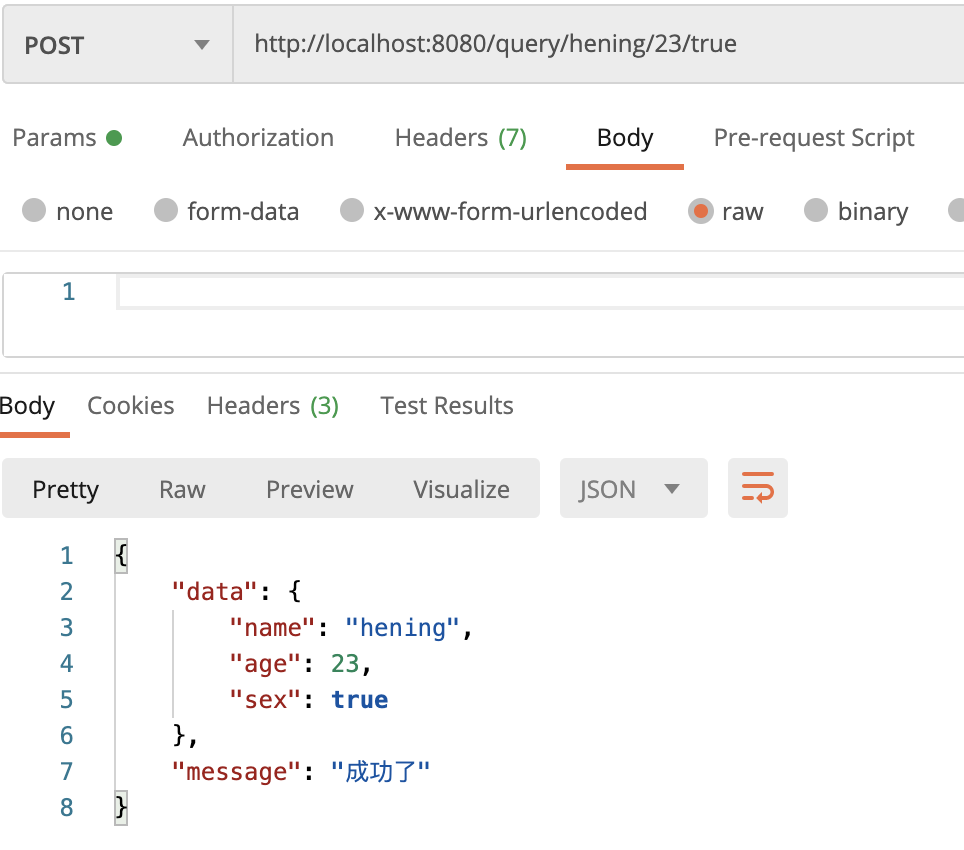 POST http://localhost:8080/query/hening/23/true
Params Authorization Headers (7) Body Pre-request Script
none form-data x-www-form-urlencoded raw binary
1
Body Cookies Headers (3) Test Results
Pretty Raw Preview Visualize JSON
1 {
2 "data": {
3 "name": "hening",
4 "age": 23,
5 "sex": true
6 },
7 "message": "成功了"
8 }